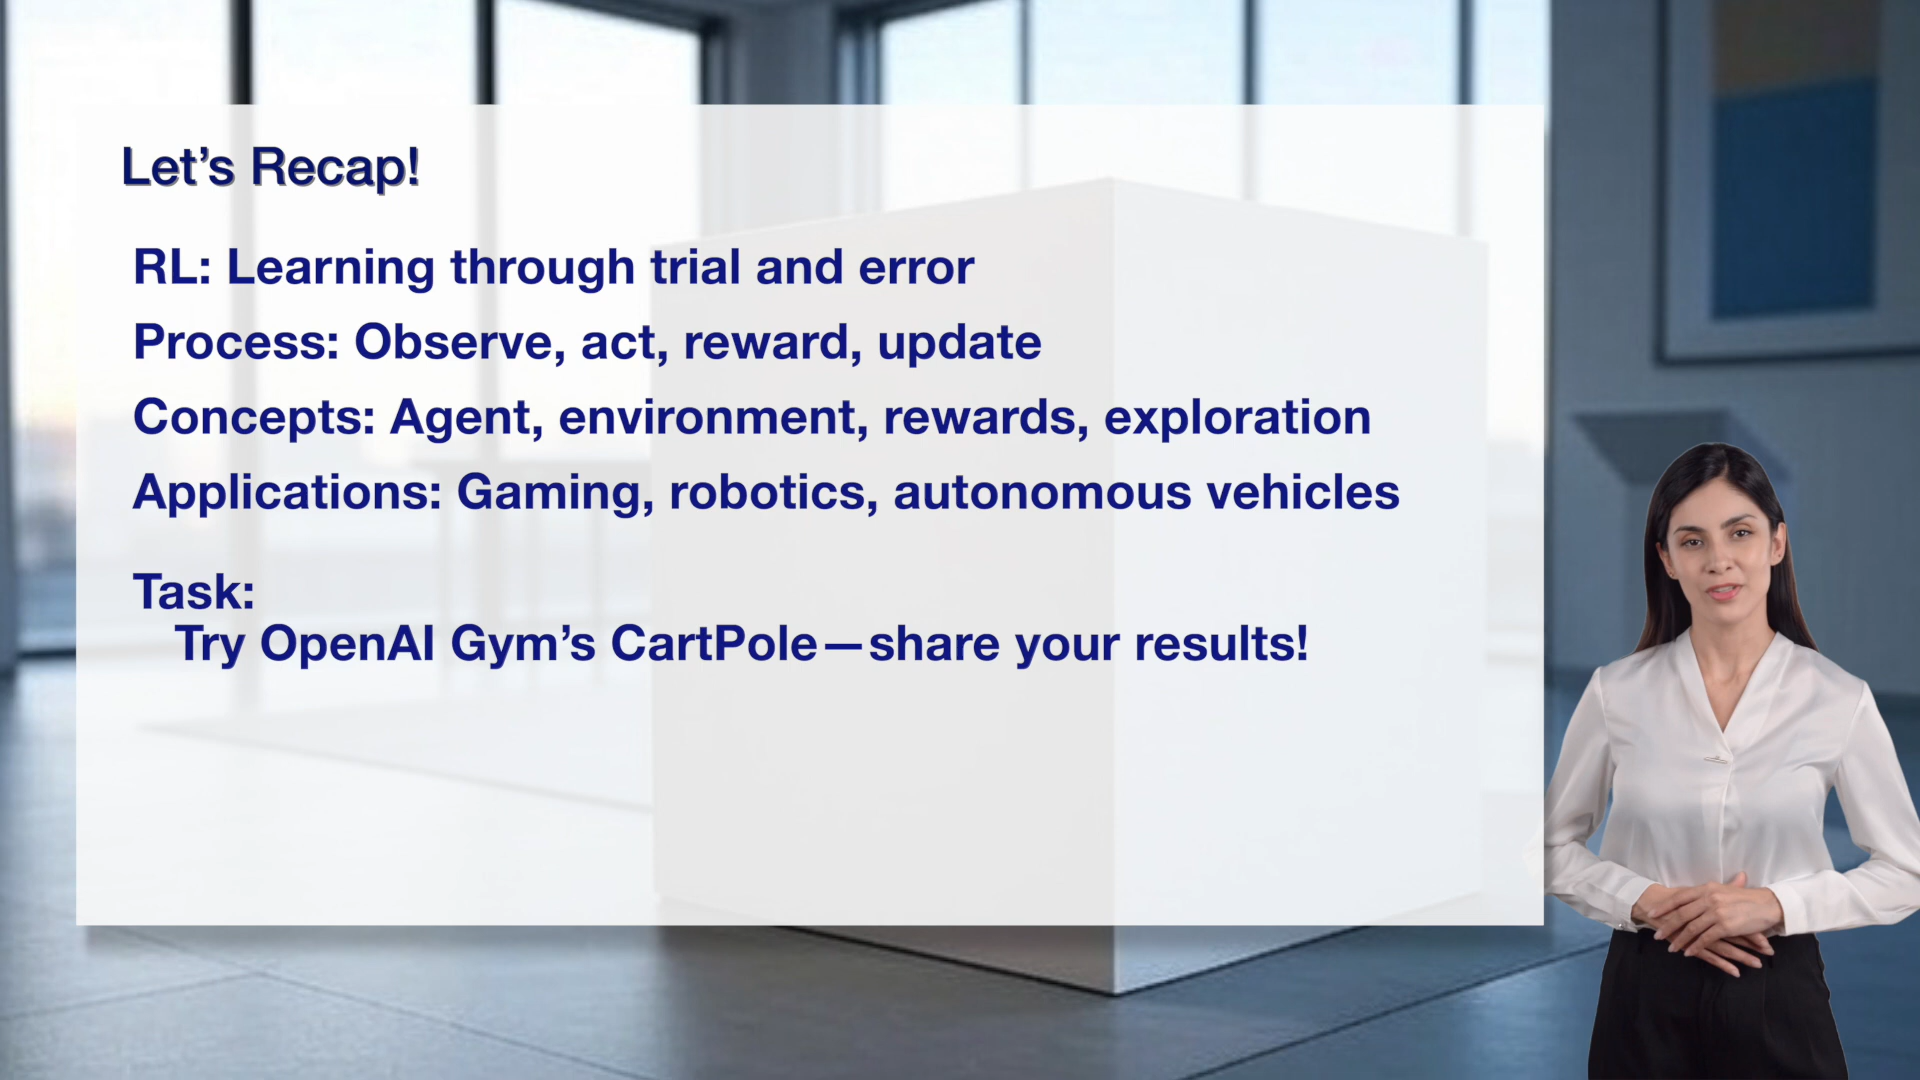 Let’s Recap!
RL: Learning through trial and error
Process: Observe, act, reward, update
Concepts: Agent, environment, rewards, exploration
Applications: Gaming, robotics, autonomous vehicles
Task:
Try OpenAI Gym’s CartPole—share your results!